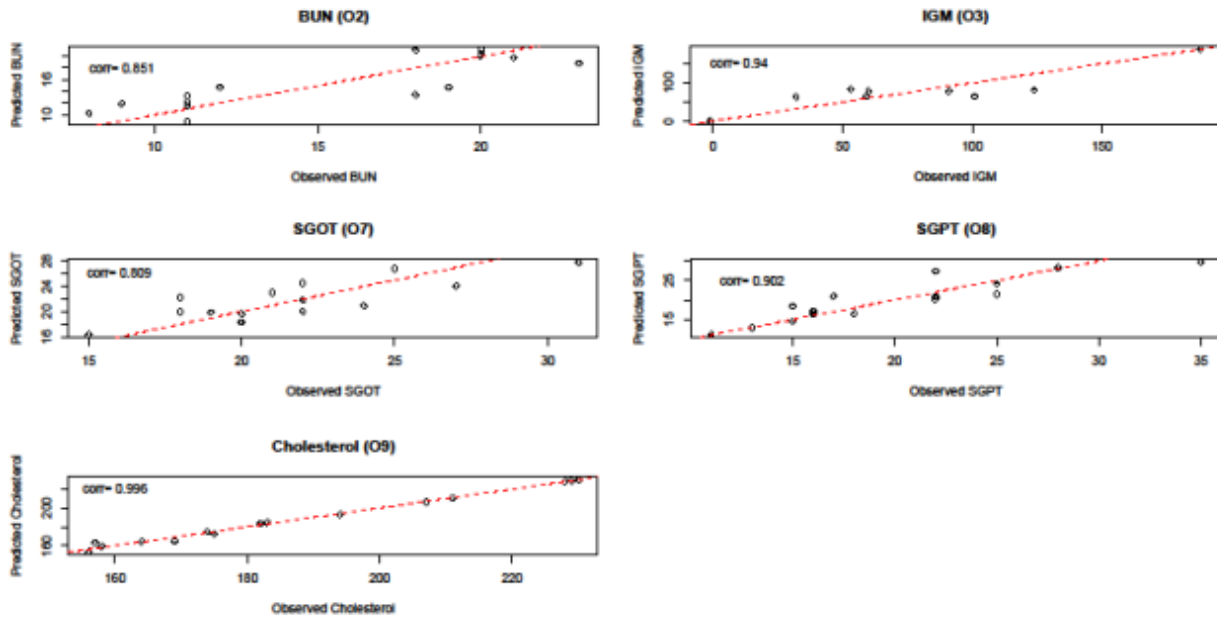 BUN (O2)
Predicted BUN
10 16
corr= 0.851
10 15 20
Observed BUN
IGM (O3)
Predicted IGM
0 100
corr= 0.94
0 50 100 150
Observed IGM
SGOT (O7)
Predicted SGOT
16 20 24 28
corr= 0.809
15 20 25 30
Observed SGOT
SGPT (O8)
Predicted SGPT
15 25
corr= 0.902
15 20 25 30 35
Observed SGPT
Cholesterol (O9)
Predicted Cholesterol
160 200
corr= 0.996
160 180 200 220
Observed Cholesterol